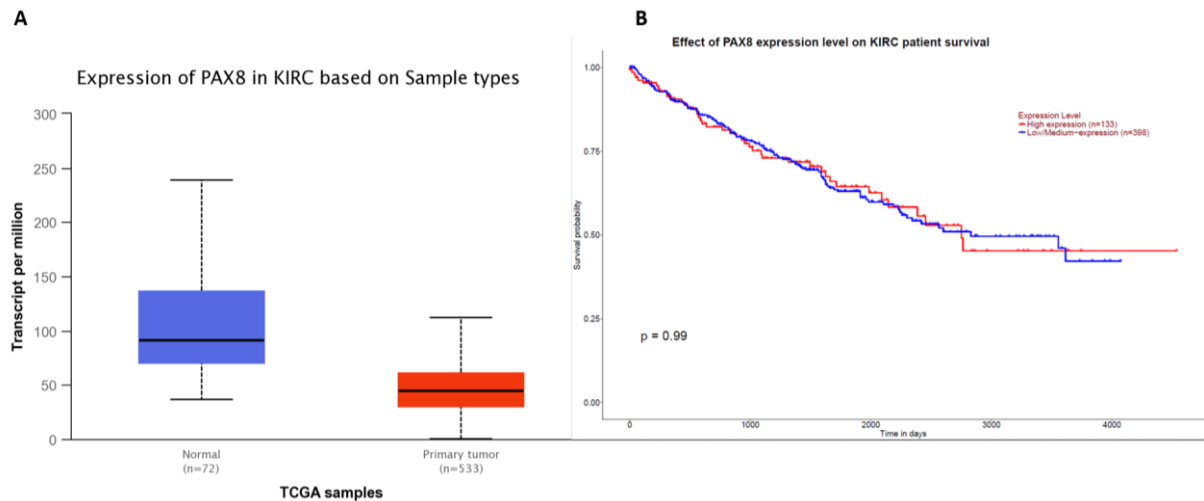 A
Expression of PAX8 in KIRC based on Sample types
Transcript per million
300
250
200
150
100
50
0
Normal
(n=72)
Primary tumor
(n=533)
TCGA samples
B
Effect of PAX8 expression level on KIRC patient survival
Expression Level
High expression (n=133)
Low/Medium-expression (n=398)
Survival probability
1.00
0.75
0.50
0.25
0.00
p = 0.99
0 1000 2000 3000 4000
Time in days